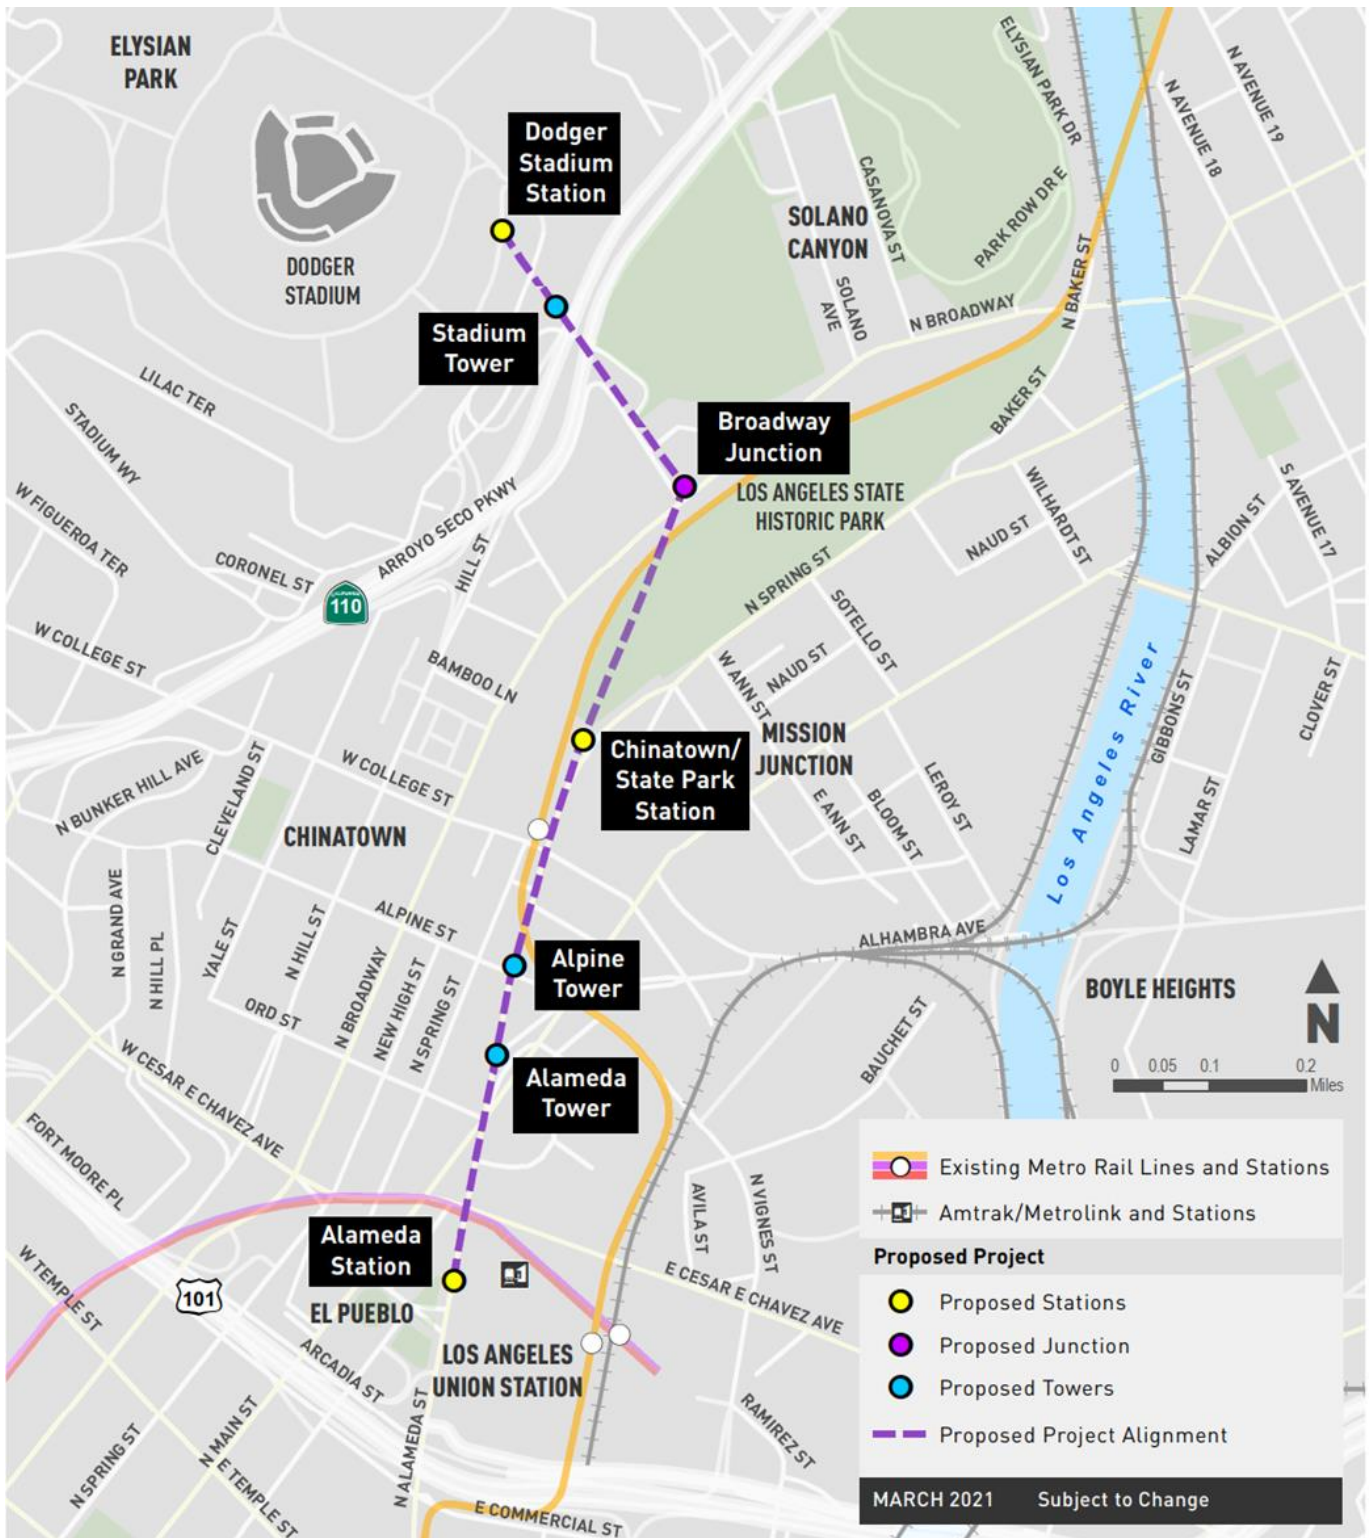 ELYSIAN
PARK
Dodger
Stadium
Station
DODGER
STADIUM
Stadium
Tower
SOLANO
CANYON
ELYSIAN PARK DR
N AVENUE 19
N AVENUE 18
CASANOVA ST
PARK ROW DR E
SOLANO
AVE
N BROADWAY
N BAKER ST
BAKER ST
LILAC TER
STADIUM WY
W FIGUEROA TER
CORONEL ST
ARROYO SECO PKWY
CALIFORNIA
110
HILL ST
Broadway
Junction
LOS ANGELES STATE
HISTORIC PARK
WILHARDT ST
NAUD ST
ALBION ST
S AVENUE 17
N SPRING ST
SOTELLO ST
W COLLEGE ST
BAMBOO LN
W ANN ST
NAUD ST
MISSION
JUNCTION
Los Angeles River
GIBBONS ST
CLOVER ST
Chinatown/
State Park
Station
N BUNKER HILL AVE
CLEVELAND ST
W COLLEGE ST
CHINATOWN
E ANN ST
BLOOM ST
LEROY ST
LAMAR ST
N GRAND AVE
N HILL PL
YALE ST
N HILL ST
ALPINE ST
ORD ST
N BROADWAY
NEW HIGH ST
N SPRING ST
Alpine
Tower
ALHAMBRA AVE
BOYLE HEIGHTS
N
BAUCHET ST
0 0.05 0.1 0.2
Miles
W CESAR E CHAVEZ AVE
Alameda
Tower
FORT MOORE PL
AVILA ST
N VIGNES ST
Alameda
Station
W TEMPLE ST
101
EL PUEBLO
E CESAR E CHAVEZ AVE
ARCADIA ST
LOS ANGELES
UNION STATION
N ALAMEDA ST
RAMIREZ ST
N SPRING ST
N MAIN ST
E TEMPLE ST
E COMMERCIAL ST
Existing Metro Rail Lines and Stations
Amtrak/Metrolink and Stations
Proposed Project
Proposed Stations
Proposed Junction
Proposed Towers
Proposed Project Alignment
MARCH 2021 Subject to Change